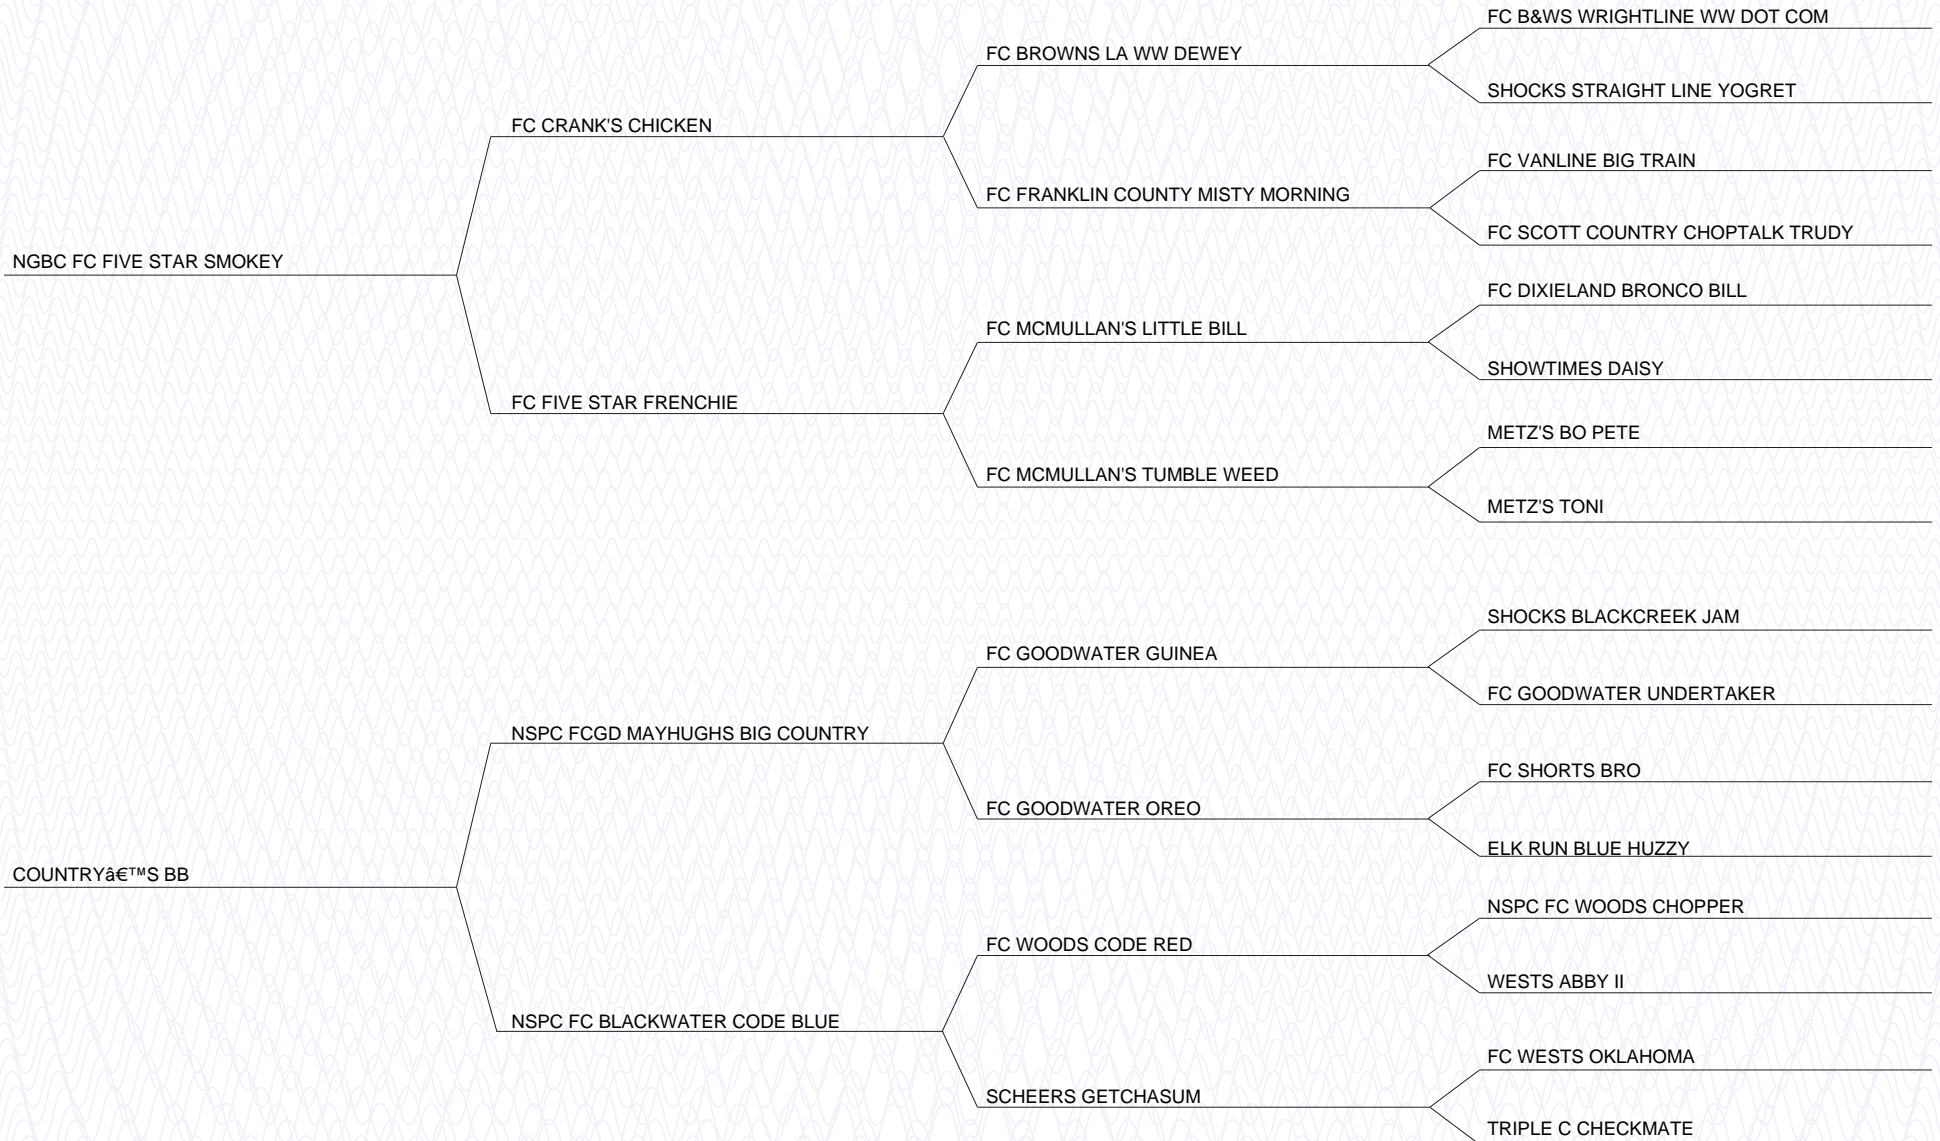 FC B&WS WRIGHTLINE WW DOT COM
FC BROWNS LA WW DEWEY
SHOCKS STRAIGHT LINE YOGRET
FC CRANK'S CHICKEN
FC VANLINE BIG TRAIN
FC FRANKLIN COUNTY MISTY MORNING
FC SCOTT COUNTRY CHOPTALK TRUDY
NGBC FC FIVE STAR SMOKEY
FC DIXIELAND BRONCO BILL
FC MCMULLAN'S LITTLE BILL
SHOWTIMES DAISY
FC FIVE STAR FRENCHIE
METZ'S BO PETE
FC MCMULLAN'S TUMBLE WEED
METZ'S TONI
SHOCKS BLACKCREEK JAM
FC GOODWATER GUINEA
FC GOODWATER UNDERTAKER
NSPC FCGD MAYHUGHS BIG COUNTRY
FC SHORTS BRO
FC GOODWATER OREO
ELK RUN BLUE HUZZY
COUNTRYâ€™S BB
NSPC FC WOODS CHOPPER
FC WOODS CODE RED
WESTS ABBY II
NSPC FC BLACKWATER CODE BLUE
FC WESTS OKLAHOMA
SCHEERS GETCHASUM
TRIPLE C CHECKMATE